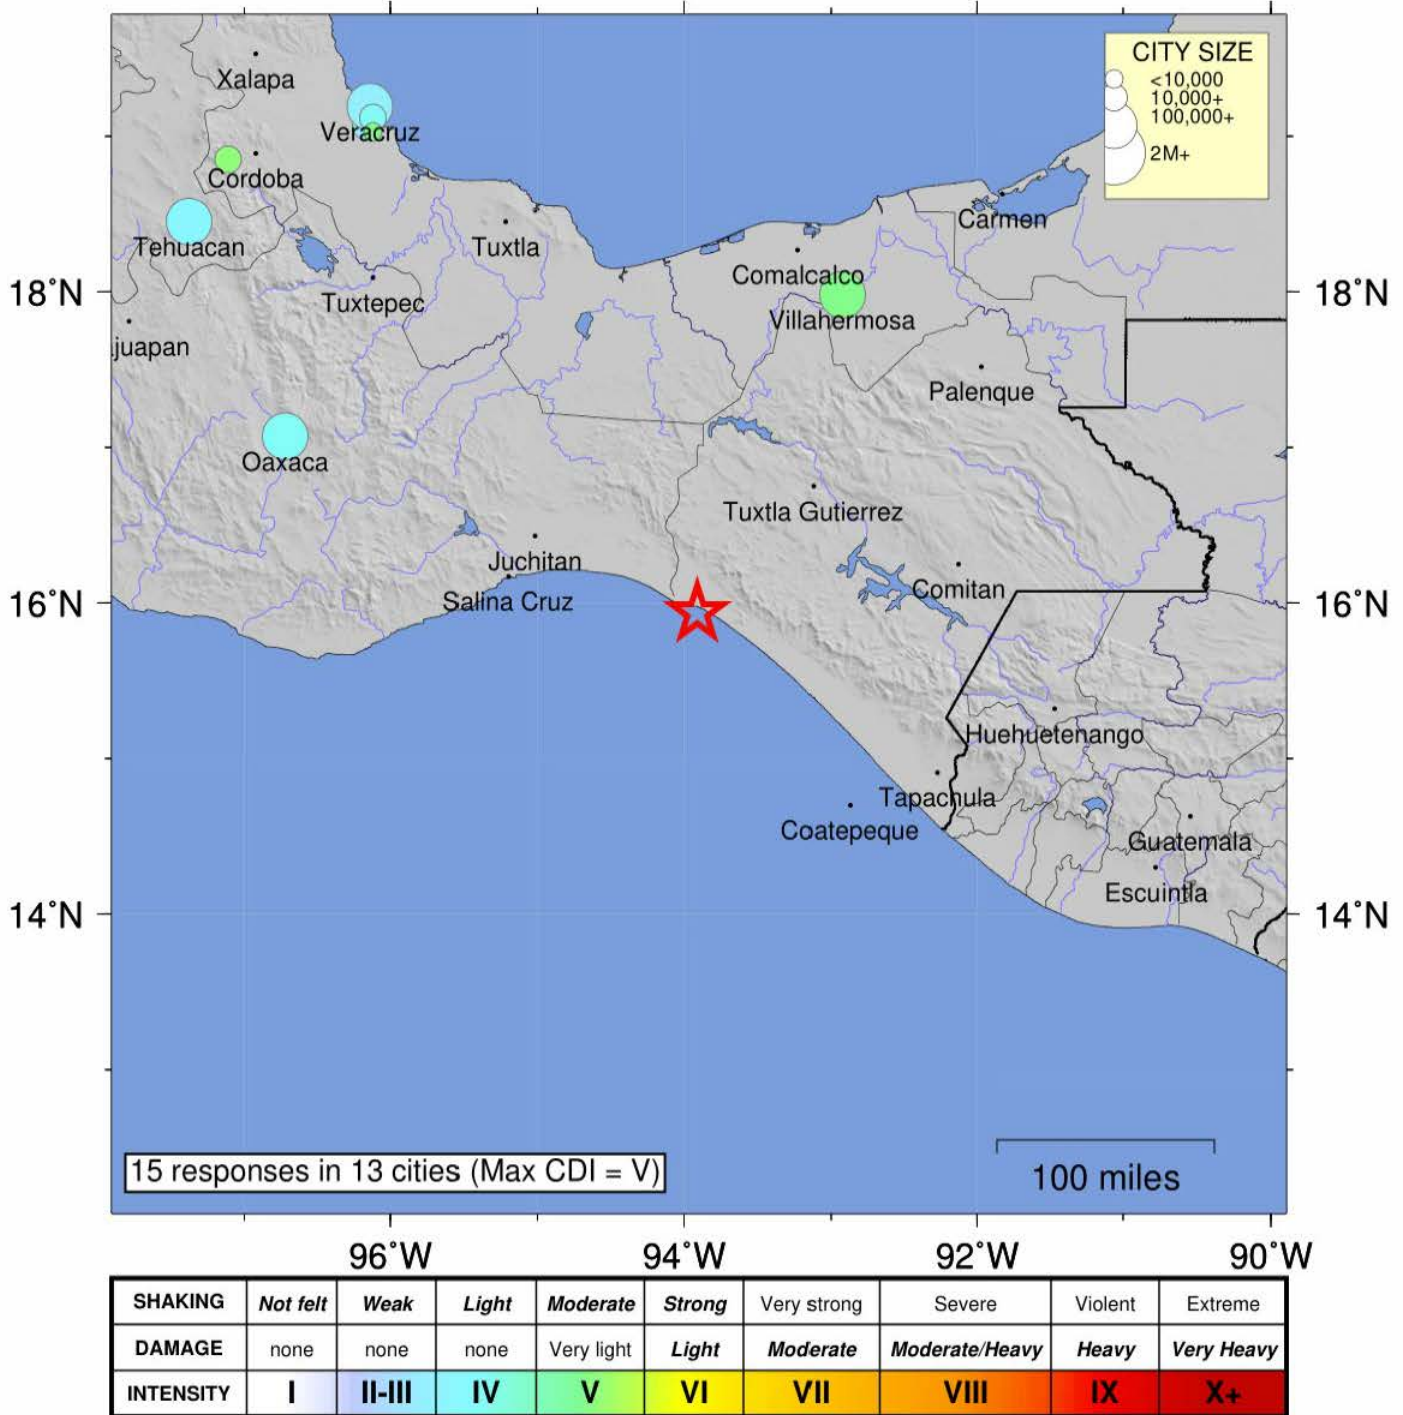 CITY SIZE
<10,000
10,000+
100,000+
2M+
Xalapa
Veracruz
Cordoba
Tehuacan
Tuxtla
Carmen
Comalcalco
18˚N
18˚N
Tuxtepec
Villahermosa
juapan
Palenque
Oaxaca
Tuxtla Gutierrez
Juchitan
Comitan
16˚N
Salina Cruz
16˚N
Huehuetenango
Tapachula
Coatepeque
Guatemala
Escuintla
14˚N
14˚N
15 responses in 13 cities (Max CDI = V)
100 miles
96˚W 94˚W 92˚W 90˚W
SHAKING Not felt Weak Light Moderate Strong Very strong Severe Violent Extreme
DAMAGE none none none Very light Light Moderate Moderate/Heavy Heavy Very Heavy
INTENSITY I II-III IV V VI VII VIII IX X+